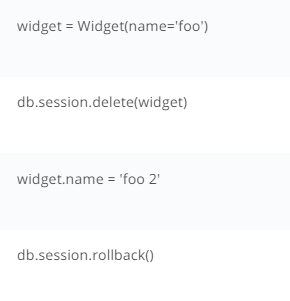 widget = Widget(name='foo')
db.session.delete(widget)
widget.name = 'foo 2'
db.session.rollback()